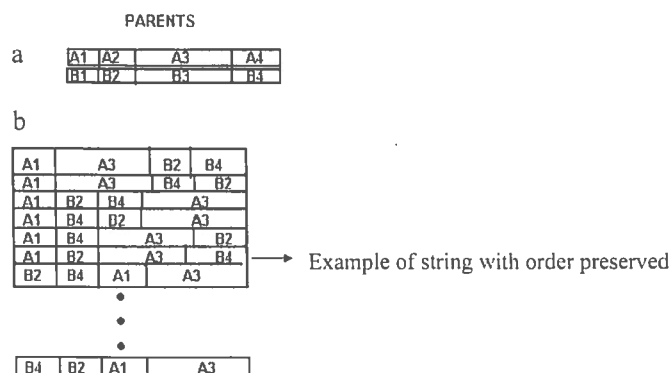 PARENTS
a
A1 A2 A3 A4
B1 B2 B3 B4
b
A1 A3 B2 B4
A1 A3 B4 B2
A1 B2 B4 A3
A1 B4 B2 A3
A1 B4 A3 B2
A1 B2 A3 B4
Example of string with order preserved
B2 B4 A1 A3
B4 B2 A1 A3